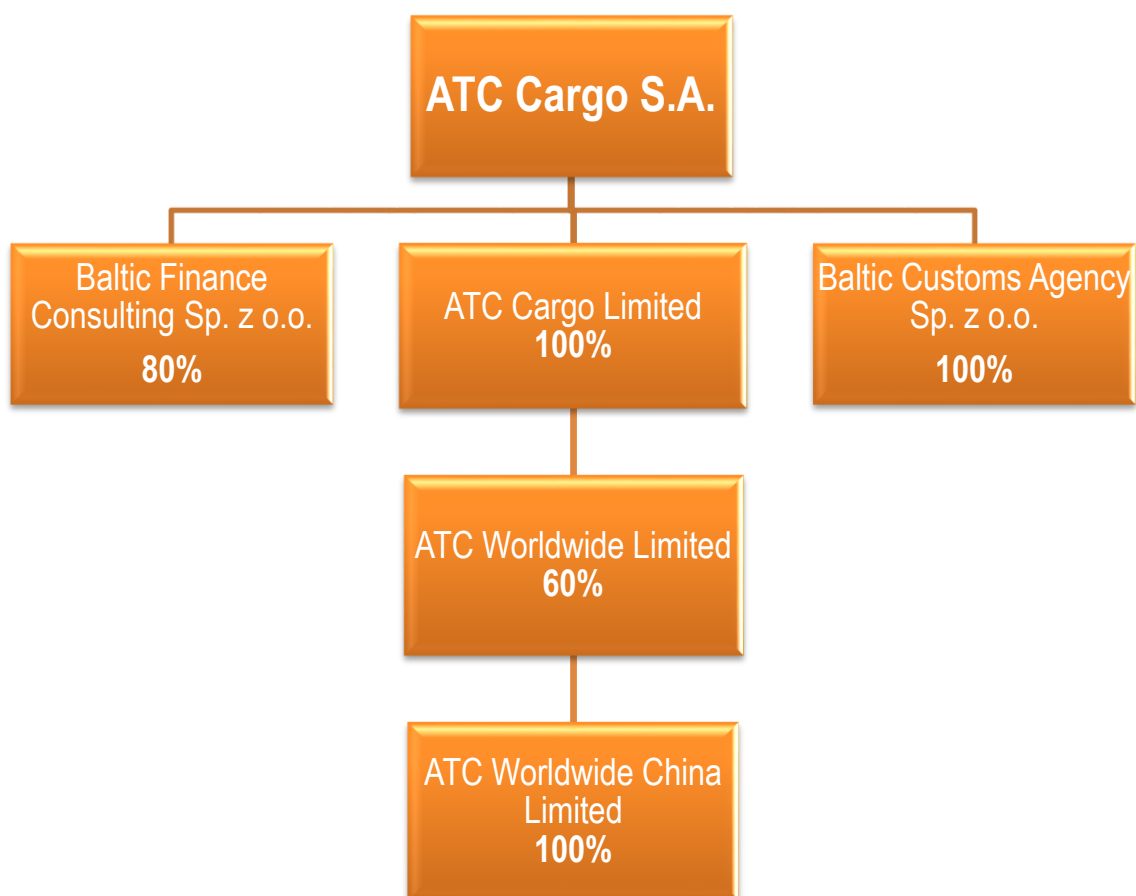 ATC Cargo S.A.
Baltic Finance
Consulting Sp. z o.o.
80%
ATC Cargo Limited
100%
Baltic Customs Agency
Sp. z o.o.
100%
ATC Worldwide Limited
60%
ATC Worldwide China
Limited
100%